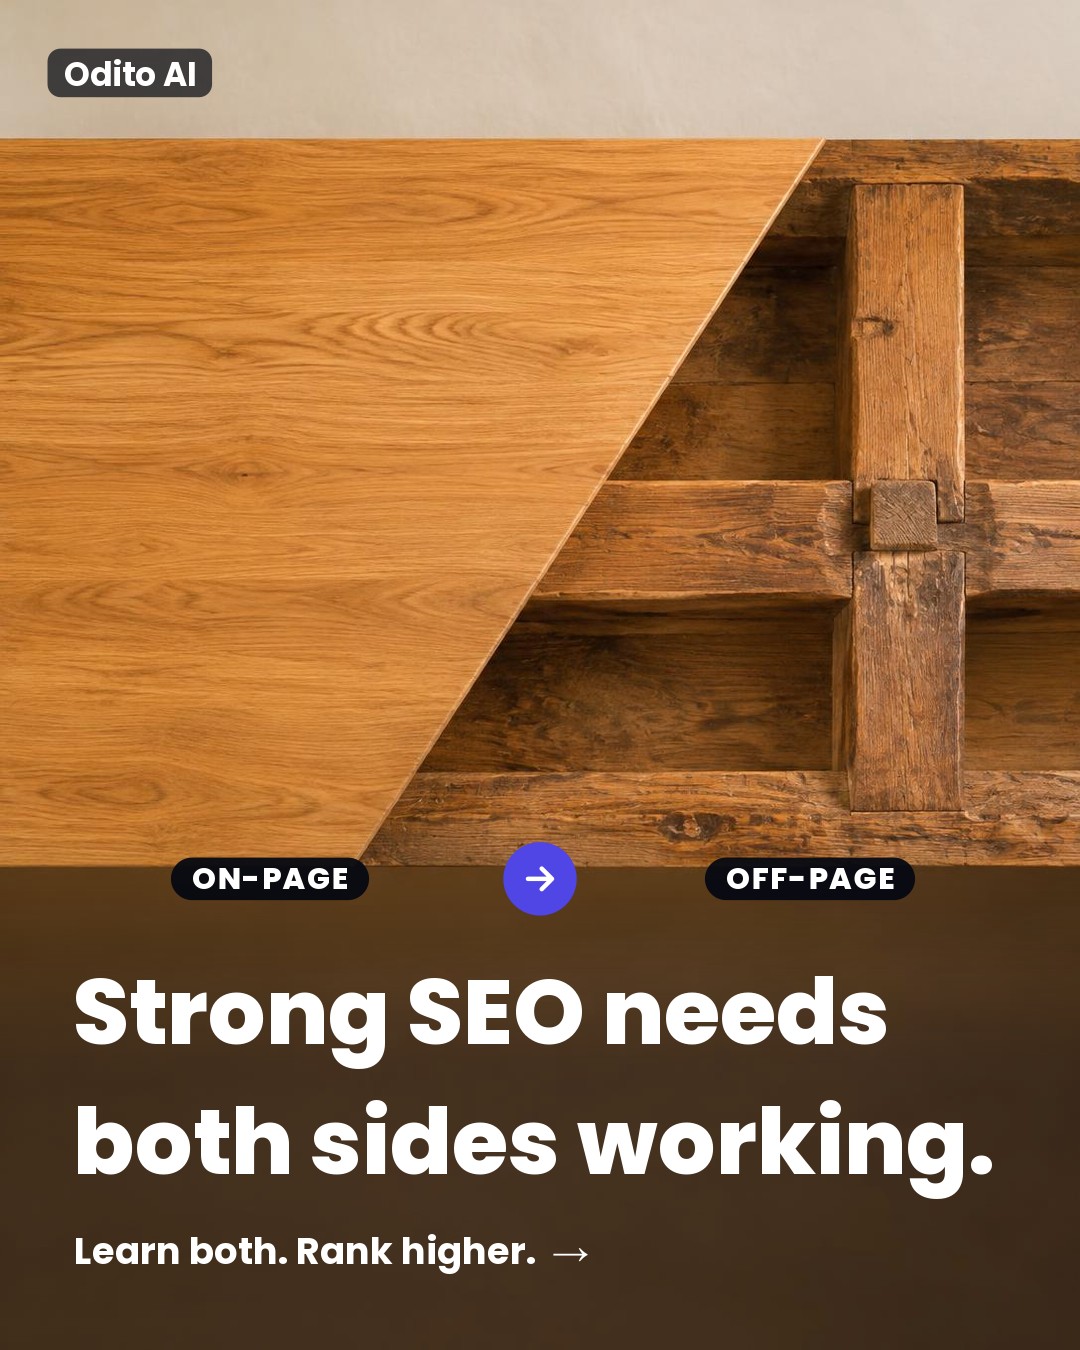 Odito AI
ON-PAGE
OFF-PAGE
Strong SEO needs
both sides working.
Learn both. Rank higher. →